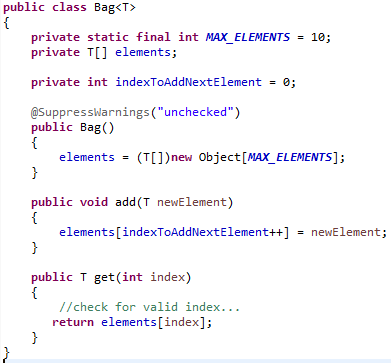 public class Bag<T>
{
    private static final int MAX_ELEMENTS = 10;
    private T[] elements;

    private int indexToAddNextElement = 0;

    @SuppressWarnings("unchecked")
    public Bag()
    {
        elements = (T[])new Object[MAX_ELEMENTS];
    }

    public void add(T newElement)
    {
        elements[indexToAddNextElement++] = newElement;
    }

    public T get(int index)
    {
        //check for valid index...
       return elements[index];
    }
}